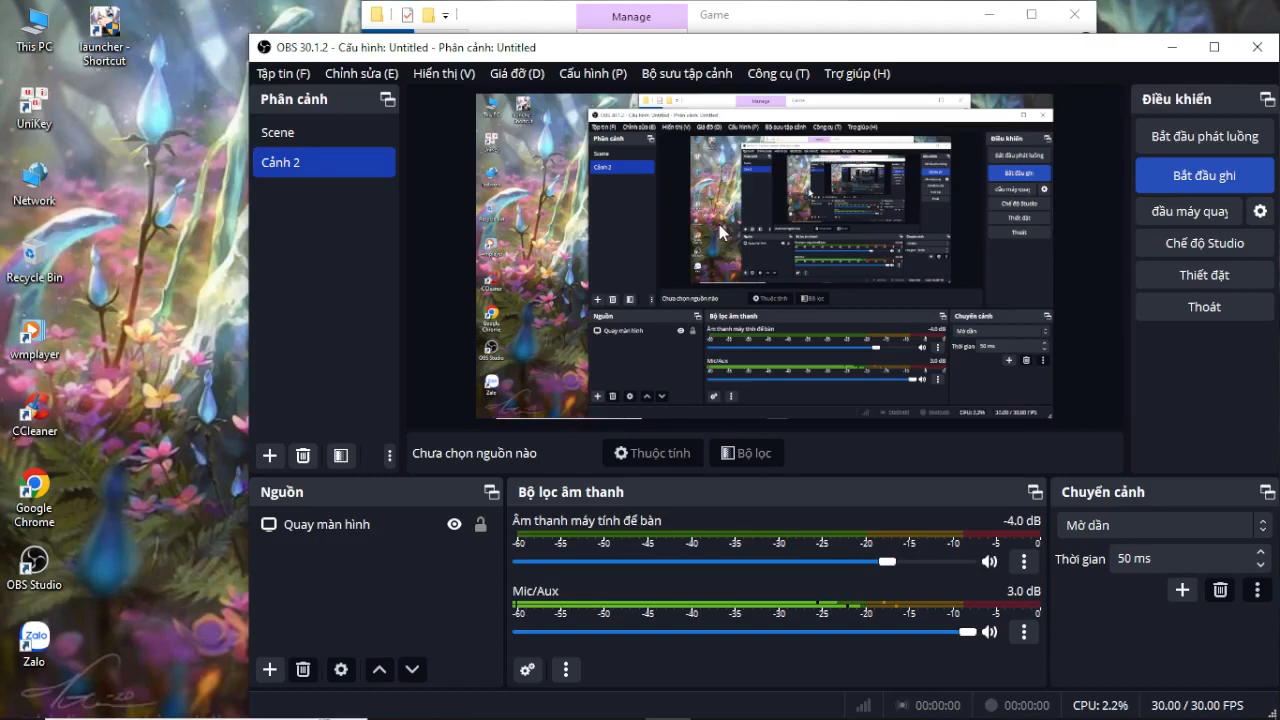 This PC
launcher -
Shortcut
UniKey
Network
Recycle Bin
wmplayer
CCleaner
Google
Chrome
OBS Studio
Zalo
Manage
Game
OBS 30.1.2 - Cấu hình: Untitled - Phân cảnh: Untitled
Tập tin (F)
Chỉnh sửa (E)
Hiển thị (V)
Giá đỡ (D)
Cấu hình (P)
Bộ sưu tập cảnh
Công cụ (T)
Trợ giúp (H)
Phân cảnh
Scene
Cảnh 2
Điều khiển
Bắt đầu phát luồng
Bắt đầu ghi
đầu máy quay
Chế độ Studio
Thiết đặt
Thoát
Chưa chọn nguồn nào
Thuộc tính
Bộ lọc
Nguồn
Quay màn hình
Bộ lọc âm thanh
Âm thanh máy tính để bàn
-4.0 dB
-60 -55 -50 -45 -40 -35 -30 -25 -20 -15 -10 -5 0
Mic/Aux
3.0 dB
-60 -55 -50 -45 -40 -35 -30 -25 -20 -15 -10 -5 0
Chuyển cảnh
Mờ dần
Thời gian
50 ms
00:00:00
00:00:00
CPU: 2.2%
30.00 / 30.00 FPS